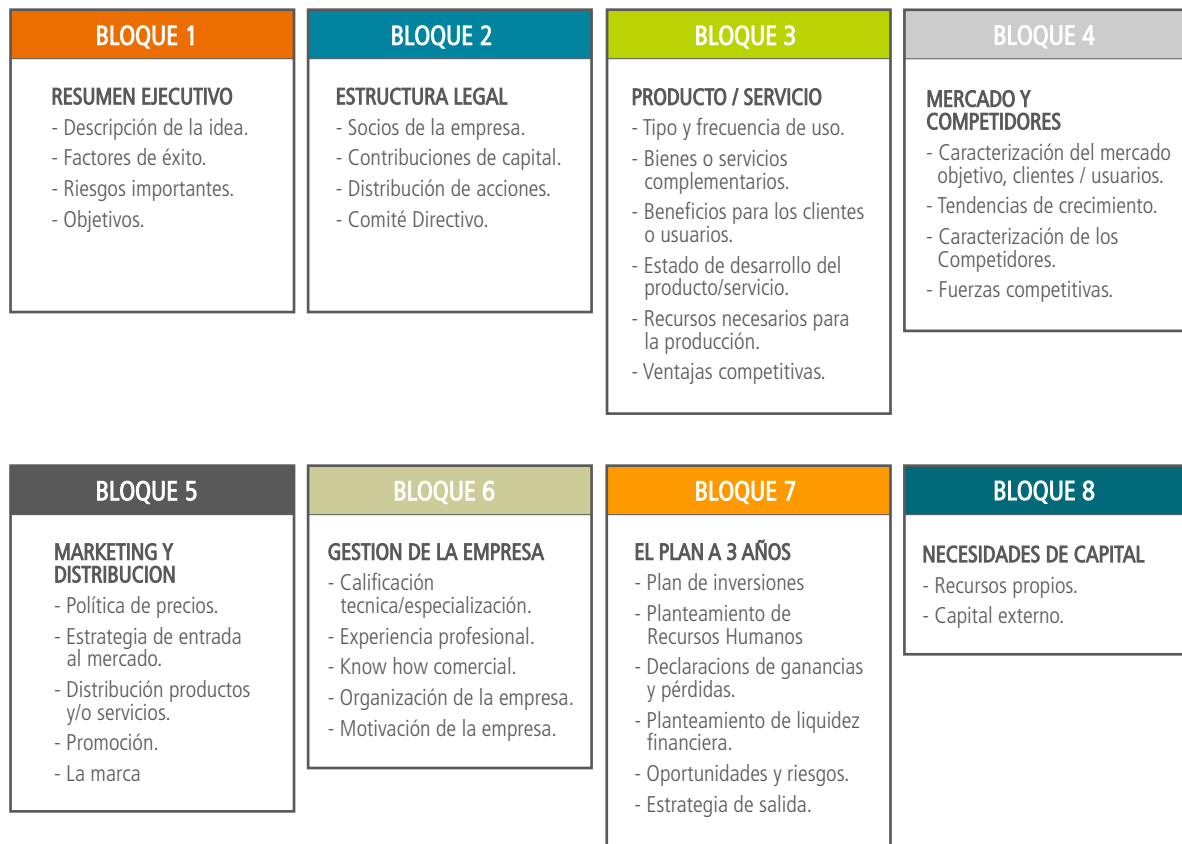 BLOQUE 1
RESUMEN EJECUTIVO
- Descripción de la idea.
- Factores de éxito.
- Riesgos importantes.
- Objetivos.
BLOQUE 2
ESTRUCTURA LEGAL
- Socios de la empresa.
- Contribuciones de capital.
- Distribución de acciones.
- Comité Directivo.
BLOQUE 3
PRODUCTO / SERVICIO
- Tipo y frecuencia de uso.
- Bienes o servicios
complementarios.
- Beneficios para los clientes
o usuarios.
- Estado de desarrollo del
producto/servicio.
- Recursos necesarios para
la producción.
- Ventajas competitivas.
BLOQUE 4
MERCADO Y
COMPETIDORES
- Caracterización del mercado
objetivo, clientes / usuarios.
- Tendencias de crecimiento.
- Caracterización de los
Competidores.
- Fuerzas competitivas.
BLOQUE 5
MARKETING Y
DISTRIBUCION
- Política de precios.
- Estrategia de entrada
al mercado.
- Distribución productos
y/o servicios.
- Promoción.
- La marca
BLOQUE 6
GESTION DE LA EMPRESA
- Calificación
tecnica/especialización.
- Experiencia profesional.
- Know how comercial.
- Organización de la empresa.
- Motivación de la empresa.
BLOQUE 7
EL PLAN A 3 AÑOS
- Plan de inversiones
- Planteamiento de
Recursos Humanos
- Declaracions de ganancias
y pérdidas.
- Planteamiento de liquidez
financiera.
- Oportunidades y riesgos.
- Estrategia de salida.
BLOQUE 8
NECESIDADES DE CAPITAL
- Recursos propios.
- Capital externo.